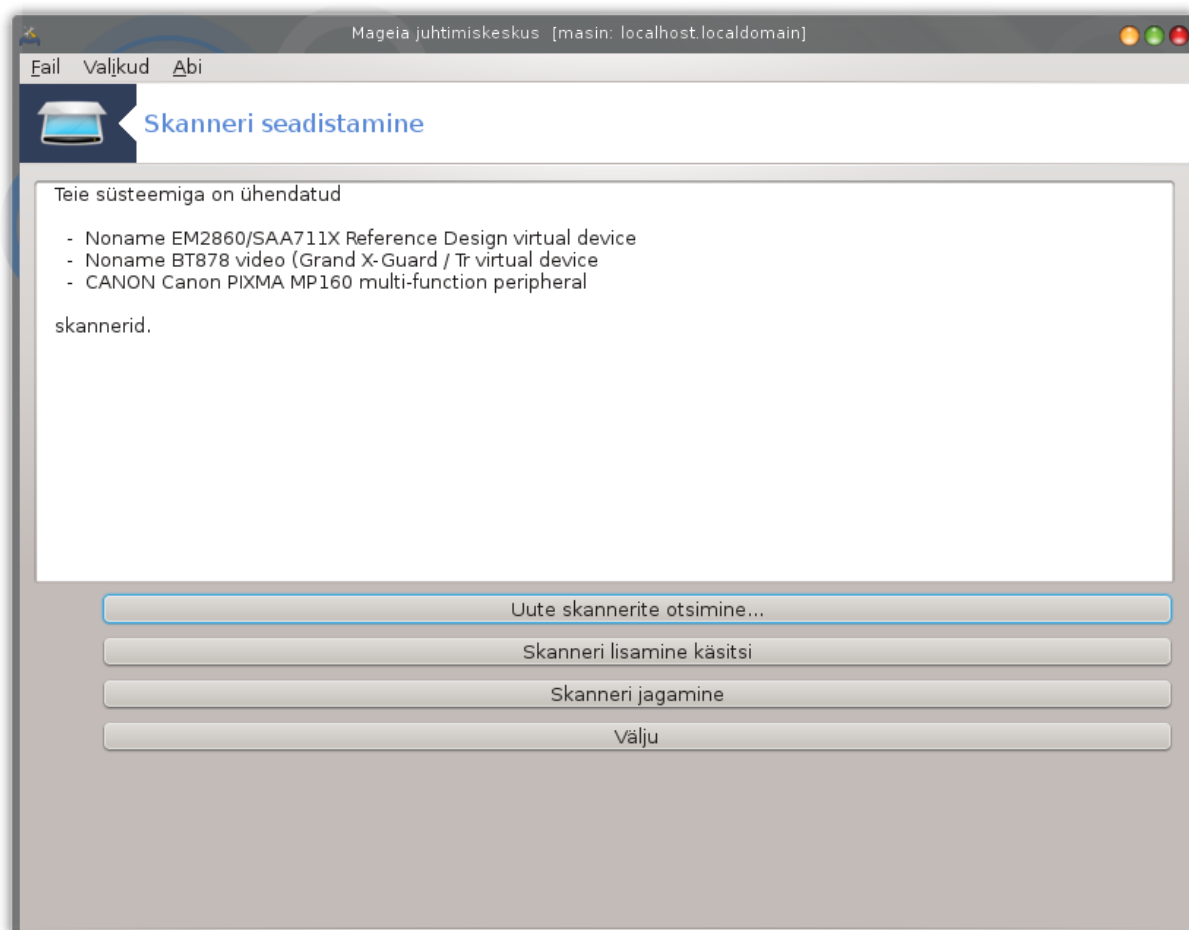 Mageia juhtimiskeskus [masin: localhost.localdomain]
Fail Valikud Abi
Skanneri seadistamine
Teie süsteemiga on ühendatud
- Noname EM2860/SAA711X Reference Design virtual device
- Noname BT878 video (Grand X-Guard / Tr virtual device
- CANON Canon PIXMA MP160 multi-function peripheral
skannerid.
Uute skannerite otsimine...
Skanneri lisamine käsitsi
Skanneri jagamine
Välju